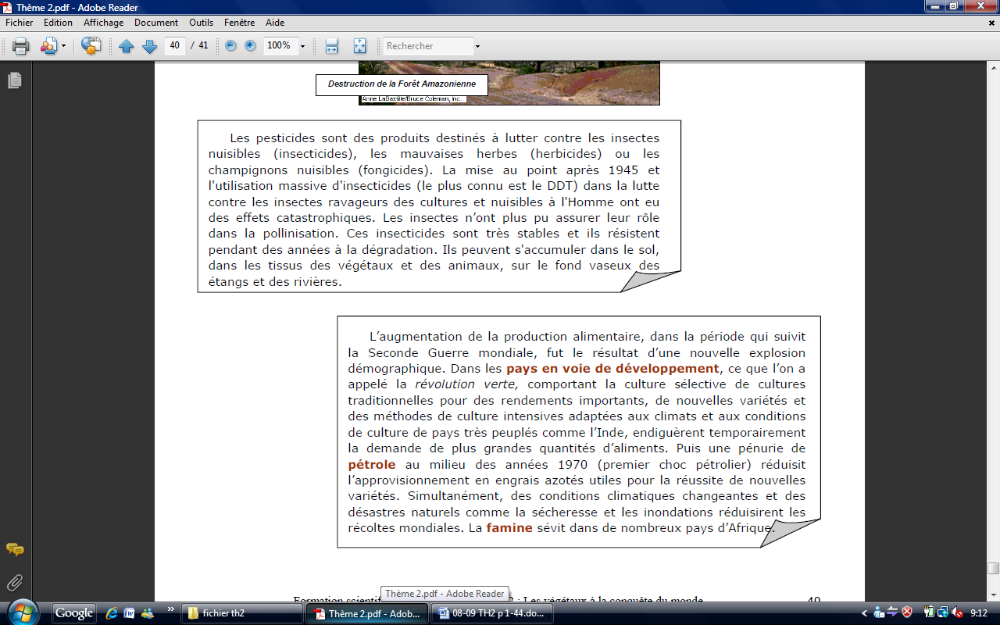 Thème 2.pdf - Adobe Reader
Fichier Edition Affichage Document Outils Fenêtre Aide
40 / 41 100% Rechercher
Destruction de la Forêt Amazonienne
Anne LaBastille/Bruce Coleman, Inc.
Les pesticides sont des produits destinés à lutter contre les insectes
nuisibles (insecticides), les mauvaises herbes (herbicides) ou les
champignons nuisibles (fongicides). La mise au point après 1945 et
l'utilisation massive d'insecticides (le plus connu est le DDT) dans la lutte
contre les insectes ravageurs des cultures et nuisibles à l'Homme ont eu
des effets catastrophiques. Les insectes n’ont plus pu assurer leur rôle
dans la pollinisation. Ces insecticides sont très stables et ils résistent
pendant des années à la dégradation. Ils peuvent s'accumuler dans le sol,
dans les tissus des végétaux et des animaux, sur le fond vaseux des
étangs et des rivières.
L’augmentation de la production alimentaire, dans la période qui suivit
la Seconde Guerre mondiale, fut le résultat d’une nouvelle explosion
démographique. Dans les pays en voie de développement, ce que l’on a
appelé la révolution verte, comportant la culture sélective de cultures
traditionnelles pour des rendements importants, de nouvelles variétés et
des méthodes de culture intensives adaptées aux climats et aux conditions
de culture de pays très peuplés comme l’Inde, endiguèrent temporairement
la demande de plus grandes quantités d’aliments. Puis une pénurie de
pétrole au milieu des années 1970 (premier choc pétrolier) réduisit
l’approvisionnement en engrais azotés utiles pour la réussite de nouvelles
variétés. Simultanément, des conditions climatiques changeantes et des
désastres naturels comme la sécheresse et les inondations réduisirent les
récoltes mondiales. La famine sévit dans de nombreux pays d’Afrique.
Thème 2.pdf - Adobe Reader
Formation scientif 2 : Les végétaux à la conquête du monde 40
Google » fichier th2 Thème 2.pdf - Adob... 08-09 TH2 p 1-44.do... 9:12